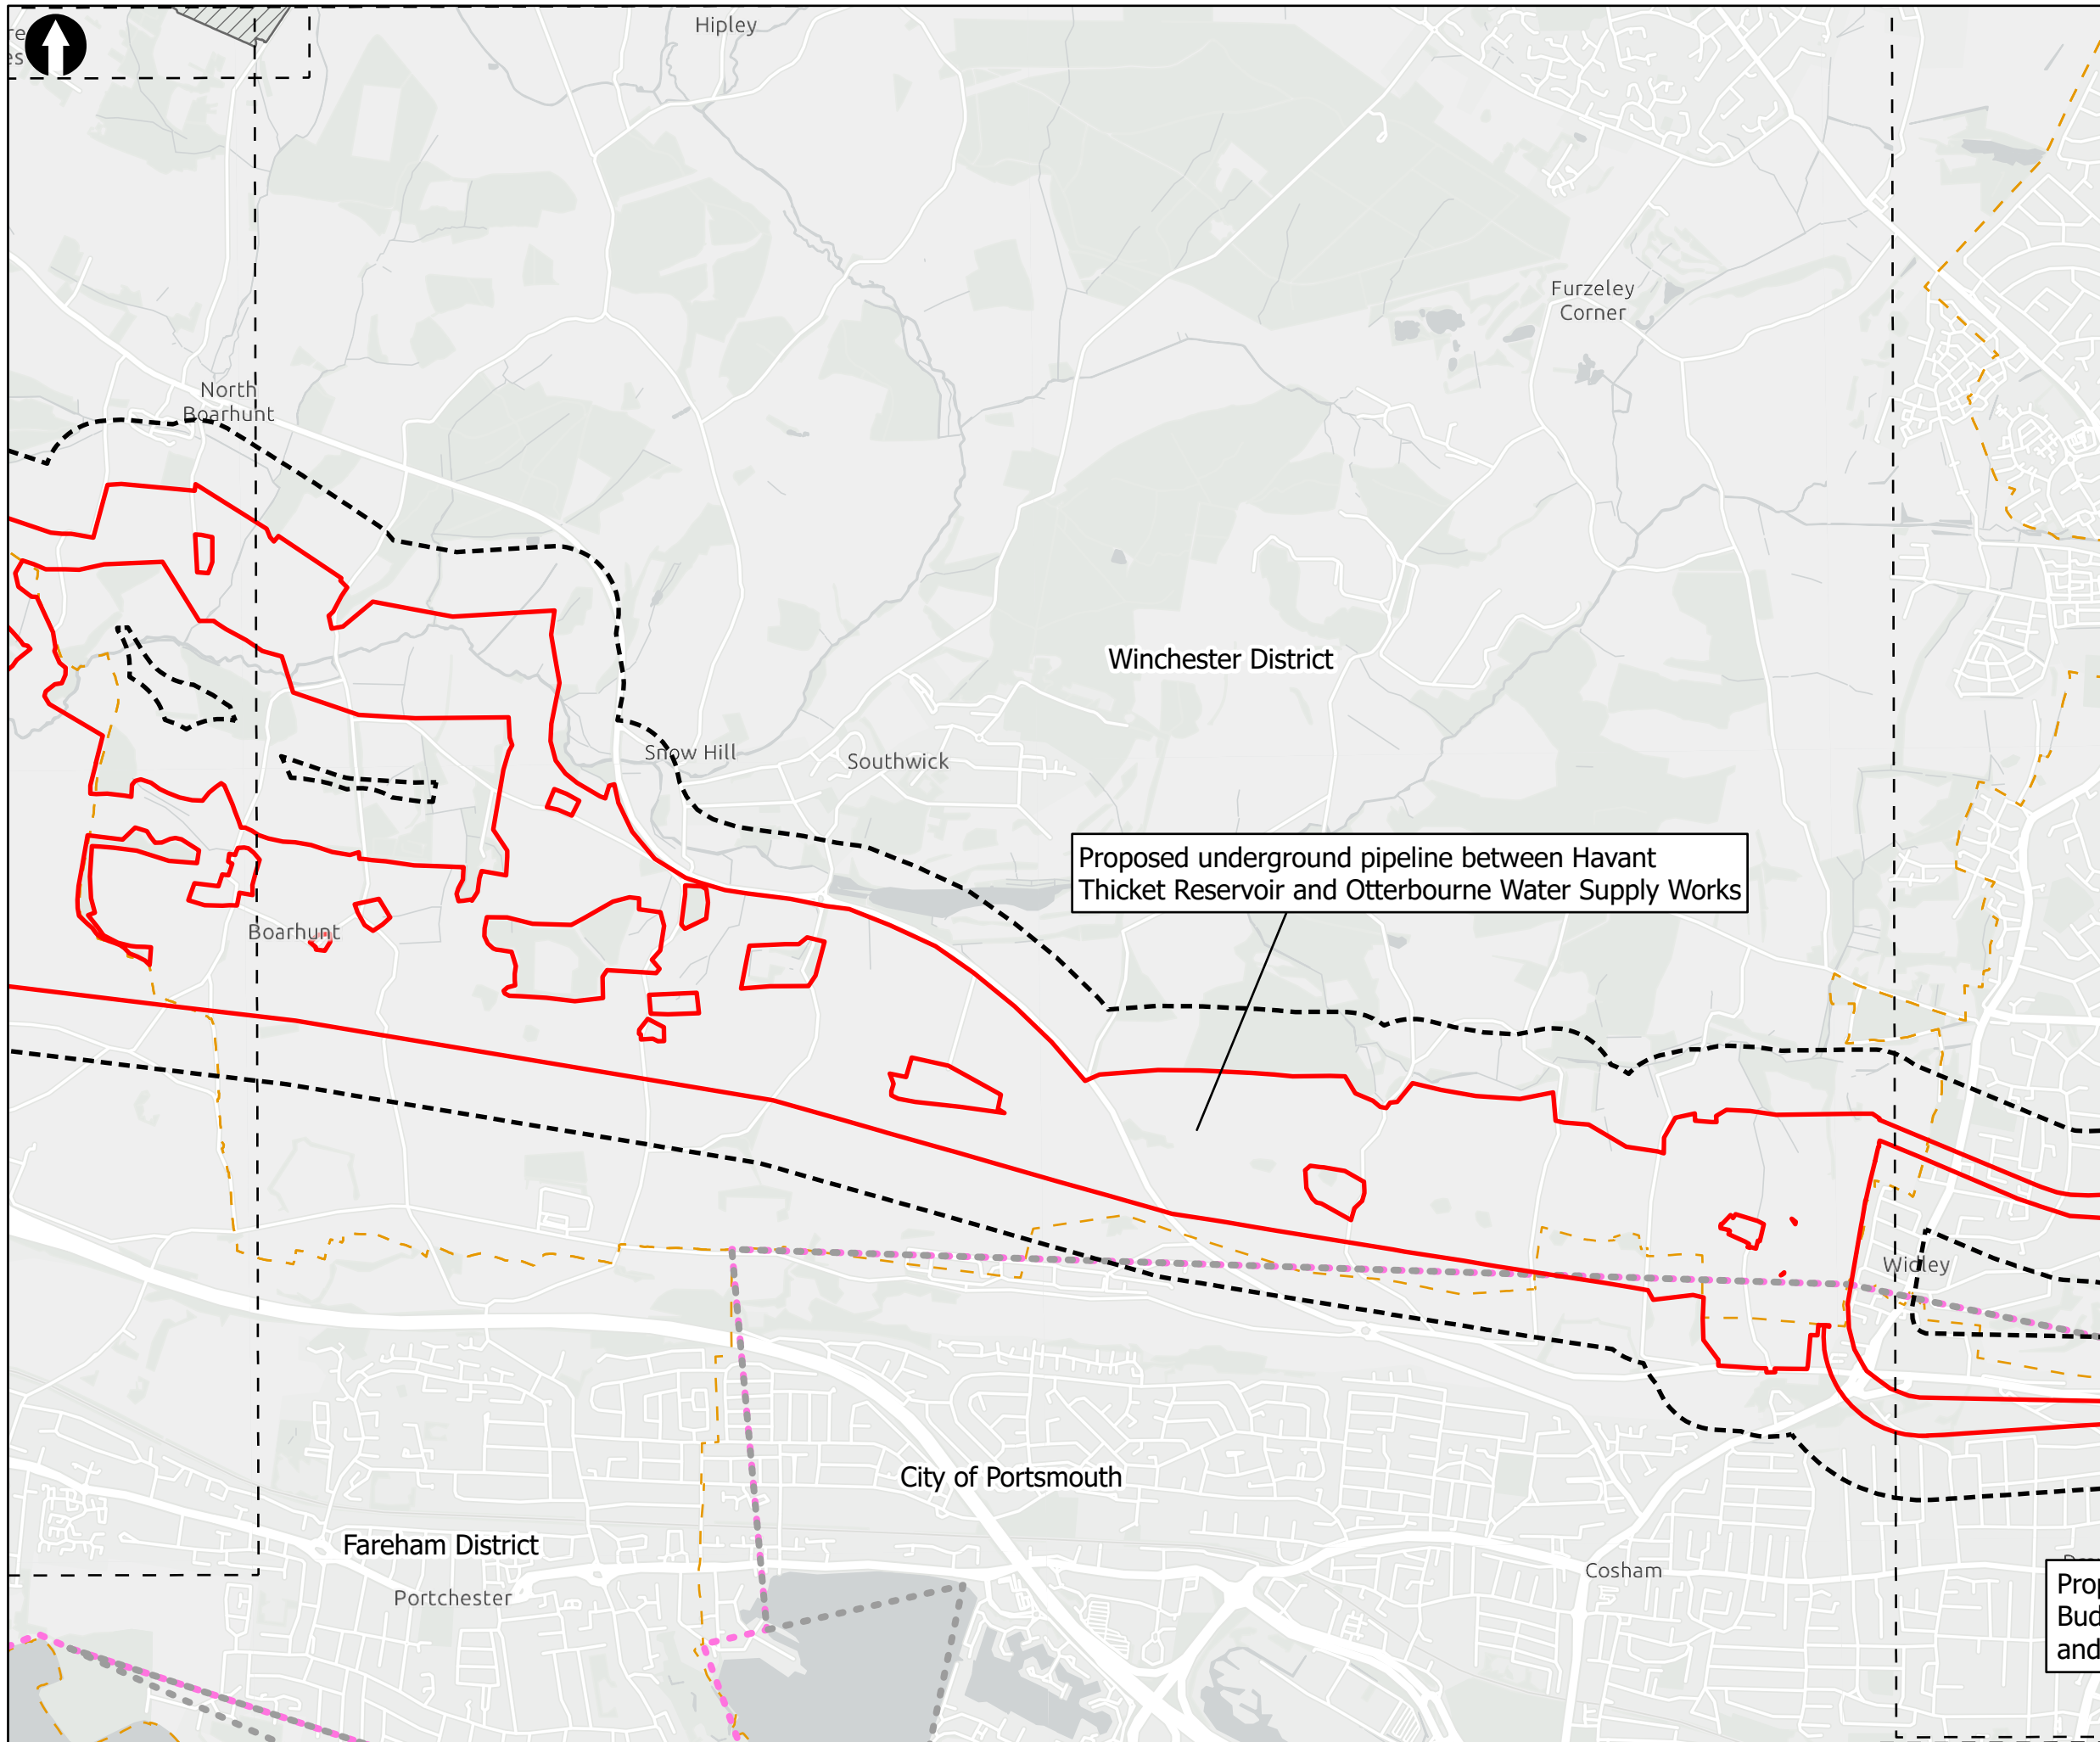 Hipley
North
Boarhunt
Furzeley
Corner
Winchester District
Snow Hill
Southwick
Proposed underground pipeline between Havant
Thicket Reservoir and Otterbourne Water Supply Works
Boarhunt
Widley
City of Portsmouth
Fareham District
Portchester
Cosham
and